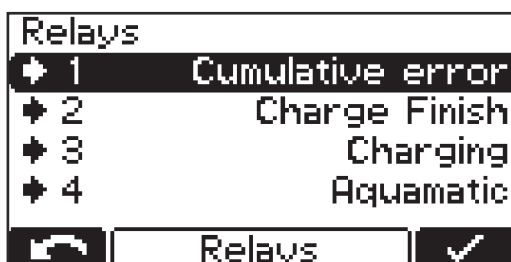 Relays
1 Cumulative error
2 Charge Finish
3 Charging
4 Aquamatic
Relays